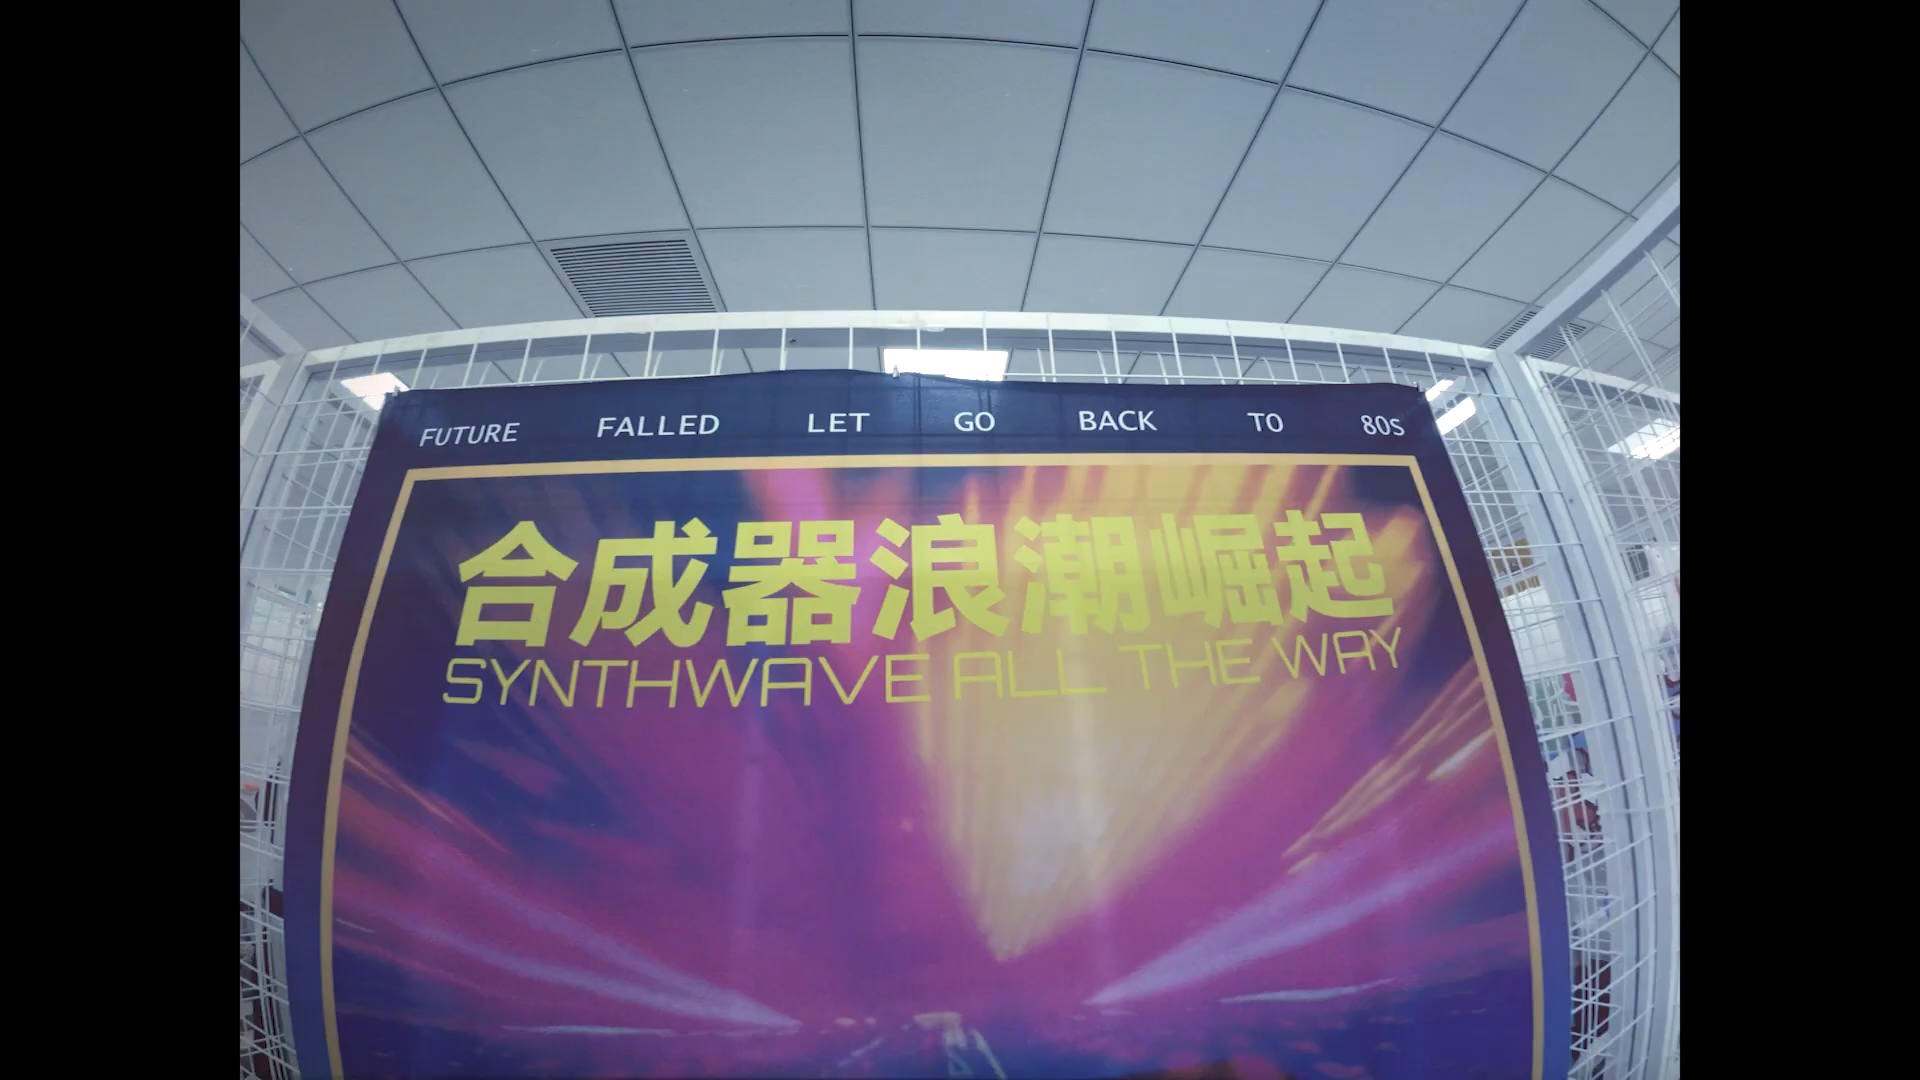 FUTURE FALLED LET GO BACK TO 80S
合成器浪潮崛起
SYNTHWAVE ALL THE WAY